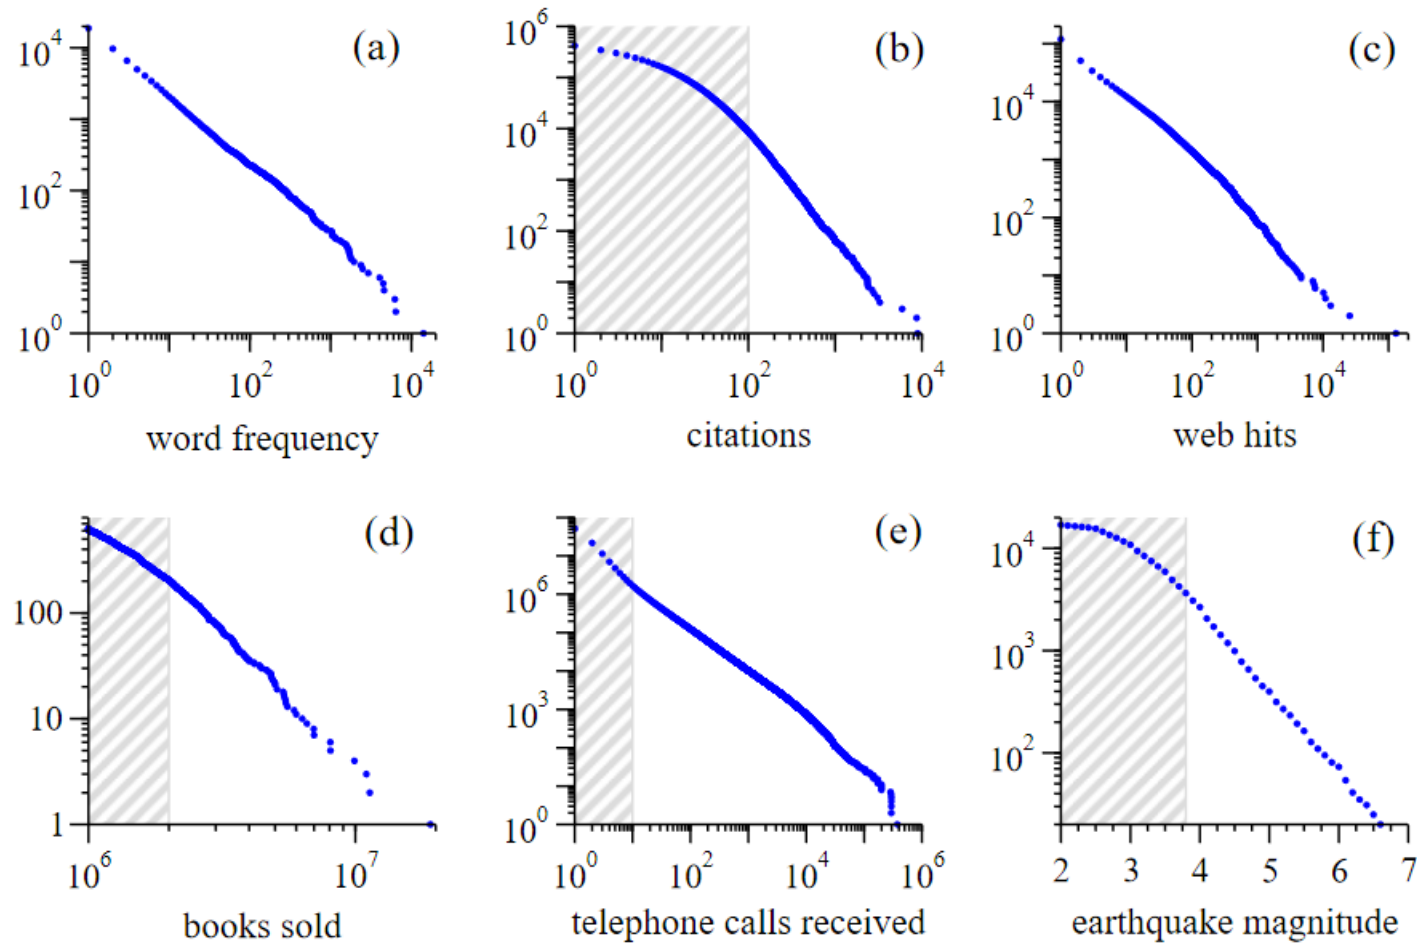 (a)
10^4
10^2
10^0
10^0 10^2 10^4
word frequency
(b)
10^6
10^4
10^2
10^0
10^0 10^2 10^4
citations
(c)
10^4
10^2
10^0
10^0 10^2 10^4
web hits
(d)
100
10
1
10^6 10^7
books sold
(e)
10^6
10^3
10^0
10^0 10^2 10^4 10^6
telephone calls received
(f)
10^4
10^3
10^2
2 3 4 5 6 7
earthquake magnitude